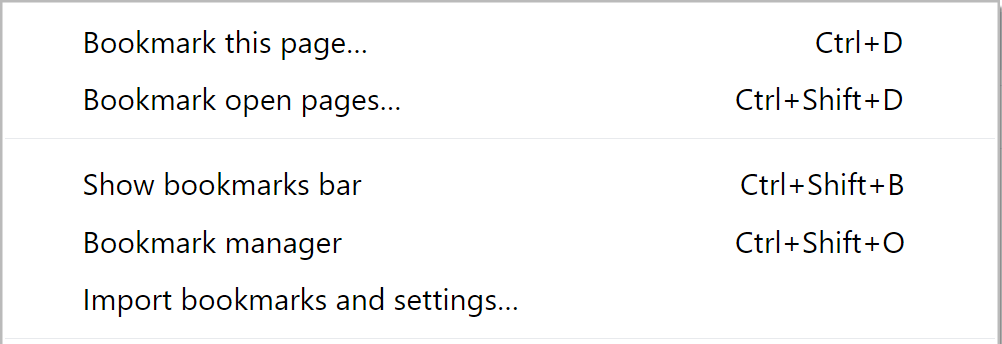 Bookmark this page... Ctrl+D
Bookmark open pages... Ctrl+Shift+D
Show bookmarks bar Ctrl+Shift+B
Bookmark manager Ctrl+Shift+O
Import bookmarks and settings...